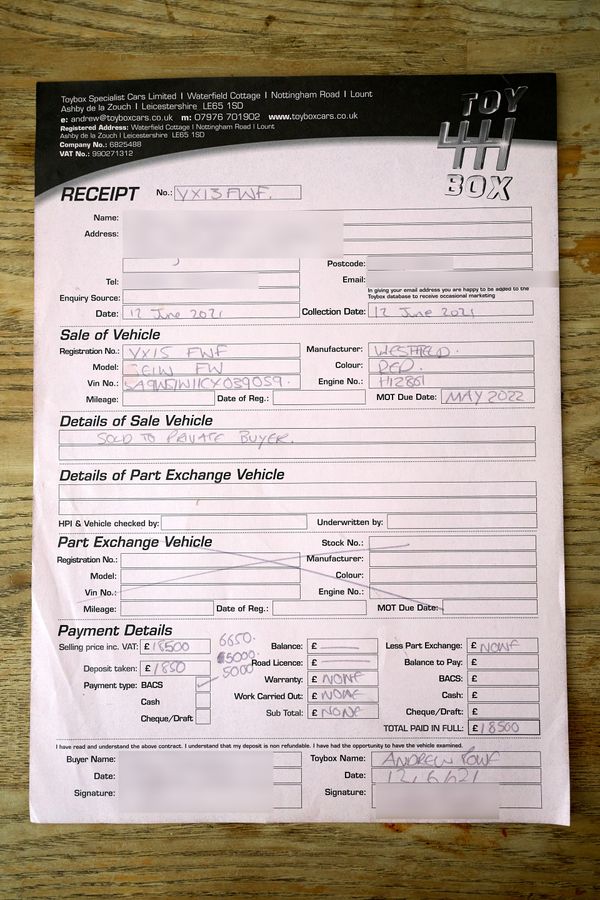 Toybox Specialist Cars Limited | Waterfield Cottage | Nottingham Road | Lount
Ashby de la Zouch | Leicestershire LE65 1SD
e: andrew@toyboxcars.co.uk m: 07976 701902 www.toyboxcars.co.uk
Registered Address: Waterfield Cottage | Nottingham Road | Lount
Ashby de la Zouch | Leicestershire LE65 1SD
Company No.: 6825488
VAT No.: 990271312
TOY
BOX
RECEIPT No.: YX13 FWF.
Name:
Address:
Postcode:
Tel: Email:
In giving your email address you are happy to be added to the
Toybox database to receive occasional marketing
Enquiry Source:
Date: 12 June 2021 Collection Date: 12 June 2021
Sale of Vehicle
Registration No.: YX15 FWF Manufacturer: WESTFIELD.
Model: FW Colour: RED.
Vin No.: Engine No.: H12861
Mileage: Date of Reg.: MOT Due Date: MAY 2022
Details of Sale Vehicle
SOLD TO PRIVATE BUYER.
Details of Part Exchange Vehicle
HPI & Vehicle checked by: Underwritten by:
Part Exchange Vehicle Stock No.:
Registration No.: Manufacturer:
Model: Colour:
Vin No.: Engine No.:
Mileage: Date of Reg.: MOT Due Date:
Payment Details
Selling price inc. VAT: £ 18500 6650. Balance: £ Less Part Exchange: £ NONE
Deposit taken: £ 1850 5000 Road Licence: £ Balance to Pay: £
Payment type: BACS 5000 Warranty: £ NONE BACS: £
Cash Work Carried Out: £ NONE Cash: £
Cheque/Draft Sub Total: £ NONE Cheque/Draft: £
TOTAL PAID IN FULL: £ 18500
I have read and understand the above contract. I understand that my deposit is non refundable. I have had the opportunity to have the vehicle examined.
Buyer Name: Toybox Name: ANDREW
Date: Date: 12/6/21
Signature: Signature: